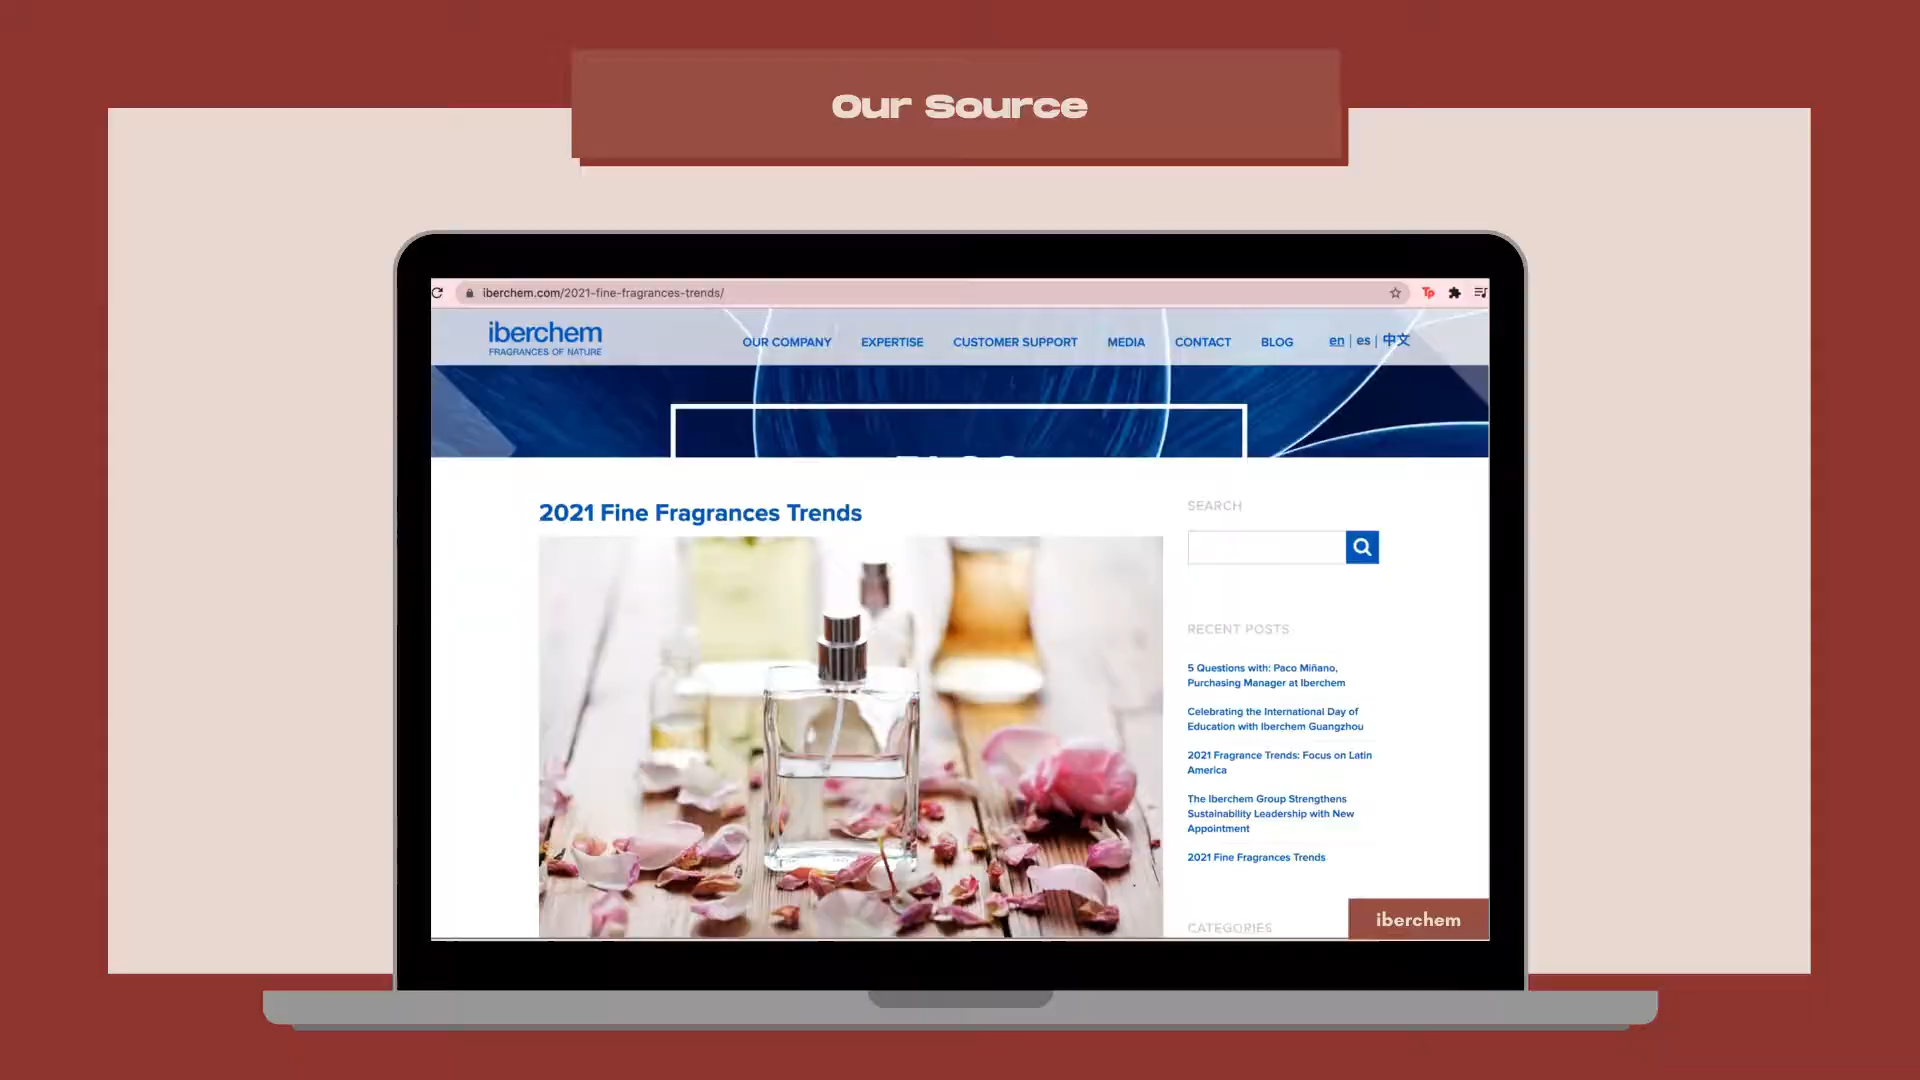 Our Source
iberchem.com/2021-fine-fragrances-trends/
Tp
iberchem
FRAGRANCES OF NATURE
OUR COMPANY
EXPERTISE
CUSTOMER SUPPORT
MEDIA
CONTACT
BLOG
en | es | 中文
2021 Fine Fragrances Trends
SEARCH
RECENT POSTS
5 Questions with: Paco Miñano,
Purchasing Manager at Iberchem
Celebrating the International Day of
Education with Iberchem Guangzhou
2021 Fragrance Trends: Focus on Latin
America
The Iberchem Group Strengthens
Sustainability Leadership with New
Appointment
2021 Fine Fragrances Trends
CATEGORIES
iberchem